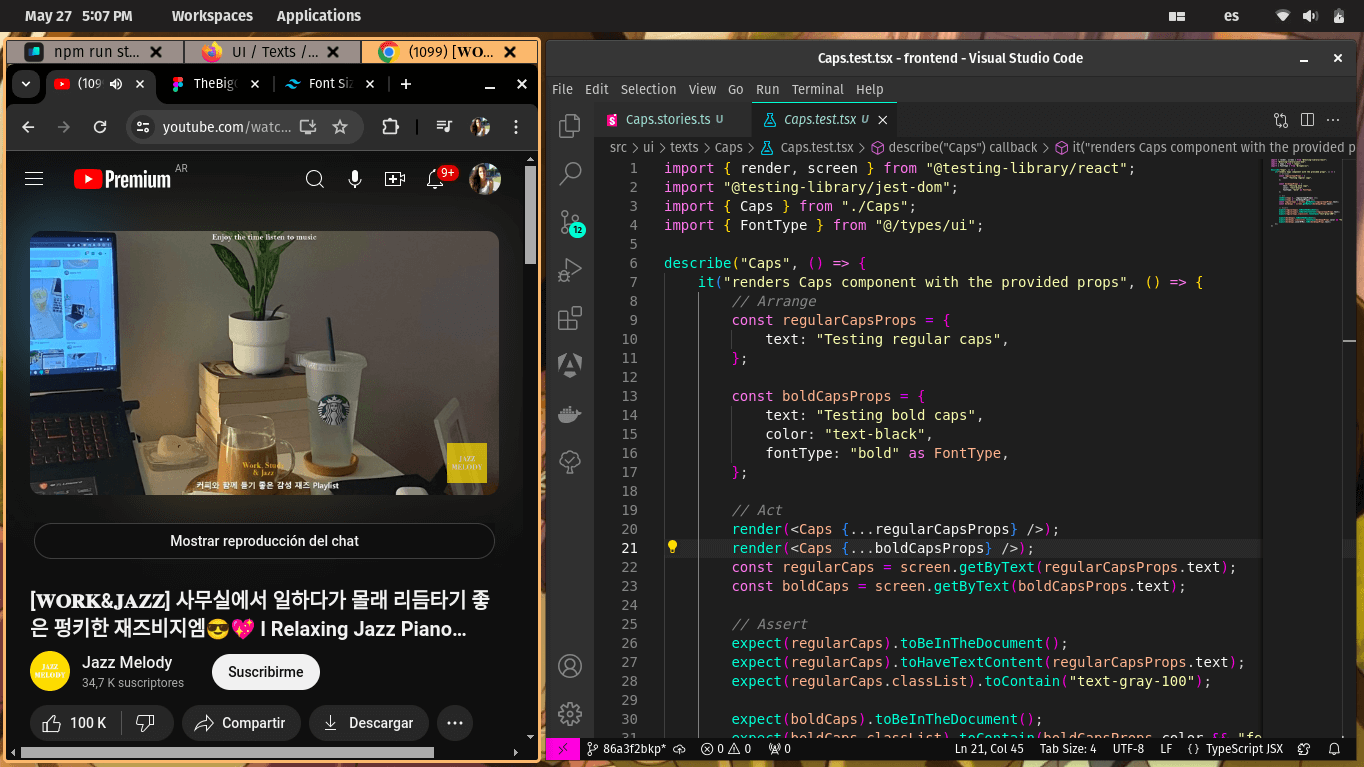 May 27 5:07 PM
Workspaces
Applications
es
npm run st...
UI / Texts /...
(1099) [𝐖𝐎...
(109
TheBig
Font Siz
youtube.com/watc...
Premium AR
9+
Enjoy the time listen to music
Work, Stud
& Jazz
커피와 함께 듣기 좋은 감성 재즈 Playlist
JAZZ
MELODY
Mostrar reproducción del chat
[𝐖𝐎𝐑𝐊&𝐉𝐀𝐙𝐙] 사무실에서 일하다가 몰래 리듬타기 좋
은 펑키한 재즈비지엠😎💖 l Relaxing Jazz Piano...
JAZZ
MELODY
Jazz Melody
34,7 K suscriptores
Suscribirme
100 K
Compartir
Descargar
Caps.test.tsx - frontend - Visual Studio Code
File Edit Selection View Go Run Terminal Help
Caps.stories.ts U
Caps.test.tsx U
src > ui > texts > Caps > Caps.test.tsx > describe("Caps") callback > it("renders Caps component with the provided p
12
1 import { render, screen } from "@testing-library/react";
2 import "@testing-library/jest-dom";
3 import { Caps } from "./Caps";
4 import { FontType } from "@/types/ui";
5
6 describe("Caps", () => {
7 it("renders Caps component with the provided props", () => {
8 // Arrange
9 const regularCapsProps = {
10 text: "Testing regular caps",
11 };
12
13 const boldCapsProps = {
14 text: "Testing bold caps",
15 color: "text-black",
16 fontType: "bold" as FontType,
17 };
18
19 // Act
20 render(<Caps {...regularCapsProps} />);
21 render(<Caps {...boldCapsProps} />);
22 const regularCaps = screen.getByText(regularCapsProps.text);
23 const boldCaps = screen.getByText(boldCapsProps.text);
24
25 // Assert
26 expect(regularCaps).toBeInTheDocument();
27 expect(regularCaps).toHaveTextContent(regularCapsProps.text);
28 expect(regularCaps.classList).toContain("text-gray-100");
29
30 expect(boldCaps).toBeInTheDocument();
31 expect(boldCaps.classList).toContain(boldCapsProps.color && "fo
86a3f2bkp*
0 0
0
Ln 21, Col 45
Tab Size: 4
UTF-8
LF
{} TypeScript JSX